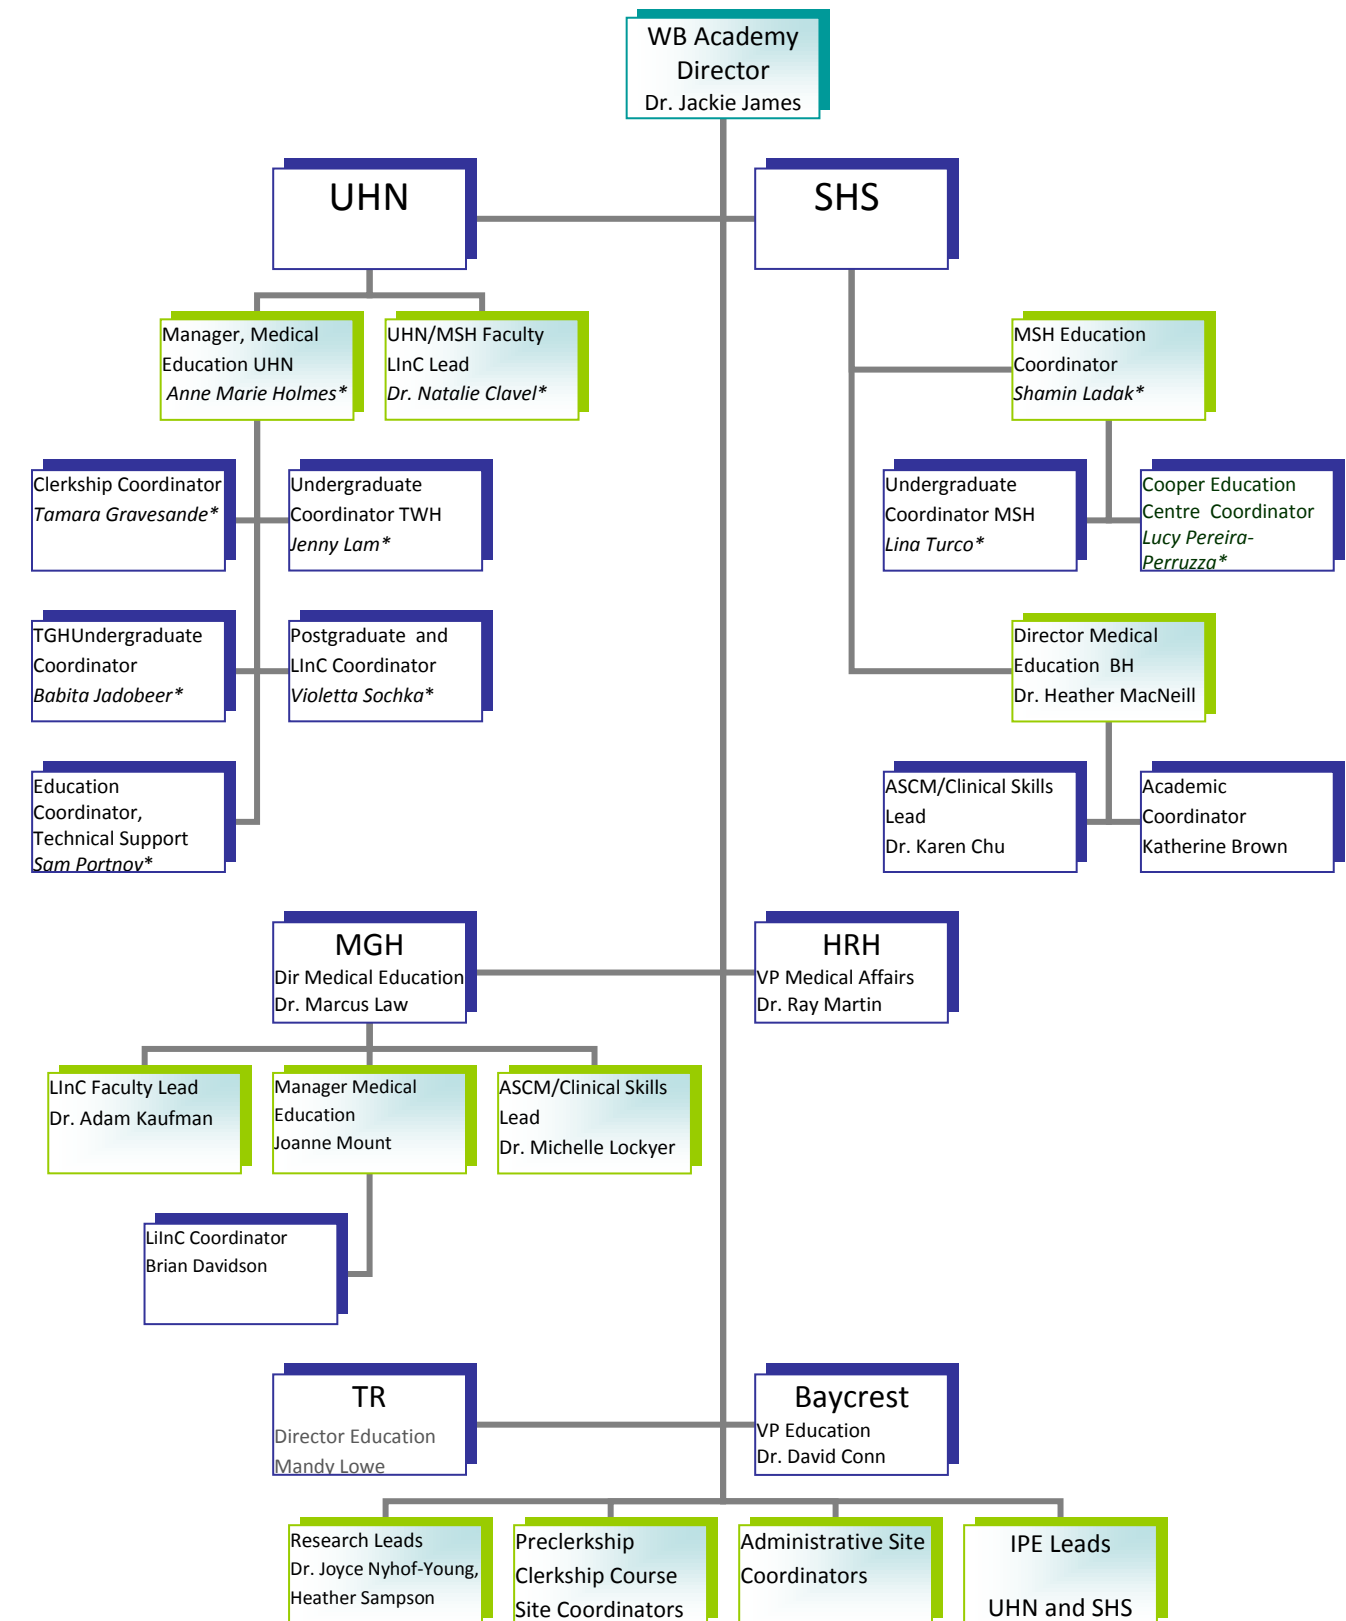 WB Academy
Director
Dr. Jackie James
UHN
SHS
Manager, Medical
Education UHN
Anne Marie Holmes*
UHN/MSH Faculty
LInC Lead
Dr. Natalie Clavel*
MSH Education
Coordinator
Shamin Ladak*
Clerkship Coordinator
Tamara Gravesande*
Undergraduate
Coordinator TWH
Jenny Lam*
Undergraduate
Coordinator MSH
Lina Turco*
Cooper Education
Centre Coordinator
Lucy Pereira-
Perruzza*
TGHUndergraduate
Coordinator
Babita Jadobeer*
Postgraduate and
LInC Coordinator
Violetta Sochka*
Director Medical
Education BH
Dr. Heather MacNeill
Education
Coordinator,
Technical Support
Sam Portnov*
ASCM/Clinical Skills
Lead
Dr. Karen Chu
Academic
Coordinator
Katherine Brown
MGH
Dir Medical Education
Dr. Marcus Law
HRH
VP Medical Affairs
Dr. Ray Martin
LInC Faculty Lead
Dr. Adam Kaufman
Manager Medical
Education
Joanne Mount
ASCM/Clinical Skills
Lead
Dr. Michelle Lockyer
LiInC Coordinator
Brian Davidson
TR
Director Education
Mandy Lowe
Baycrest
VP Education
Dr. David Conn
Research Leads
Dr. Joyce Nyhof-Young,
Heather Sampson
Preclerkship
Clerkship Course
Site Coordinators
Administrative Site
Coordinators
IPE Leads
UHN and SHS